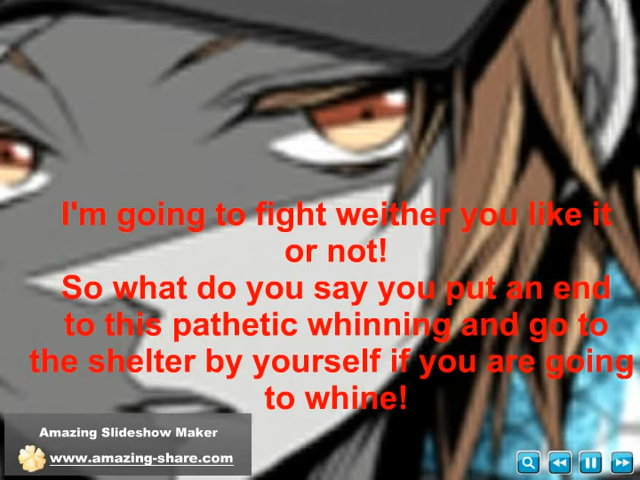 I'm going to fight weither you like it
or not!
So what do you say you put an end
to this pathetic whinning and go to
the shelter by yourself if you are going
to whine!
Amazing Slideshow Maker
www.amazing-share.com